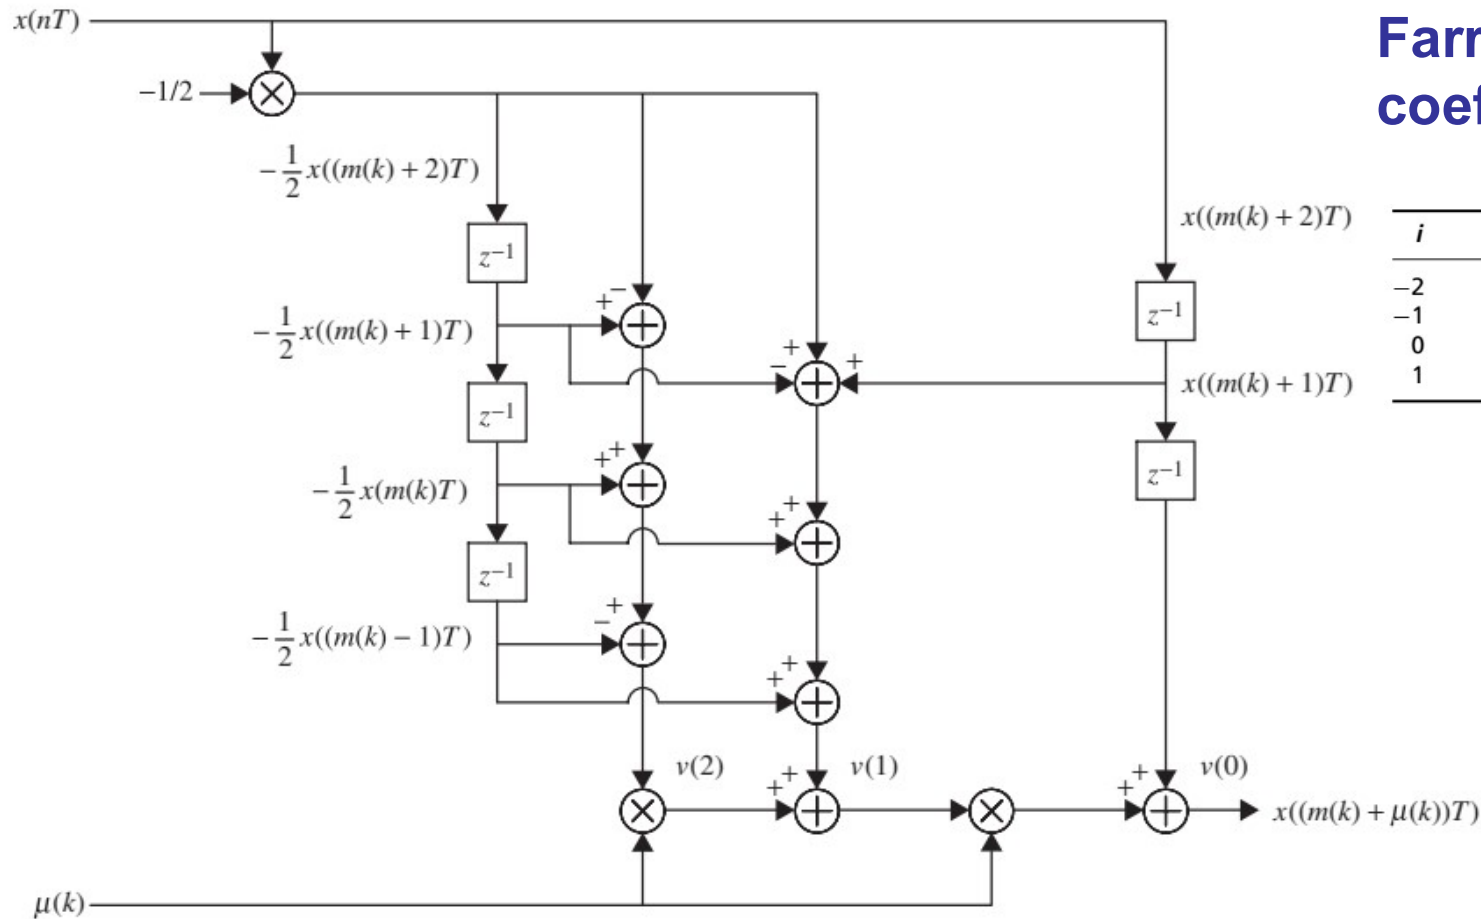 x(nT)
Farr
coef
−1/2
−1/2 x((m(k) + 2)T)
x((m(k) + 2)T)
i
−2
−1
0
1
z⁻¹
z⁻¹
+ −
−1/2 x((m(k) + 1)T)
+
− +
x((m(k) + 1)T)
z⁻¹
z⁻¹
+ +
−1/2 x(m(k)T)
+ +
z⁻¹
− +
−1/2 x((m(k) − 1)T)
+ +
v(2)
v(1)
v(0)
+ +
+ +
x((m(k) + μ(k))T)
μ(k)